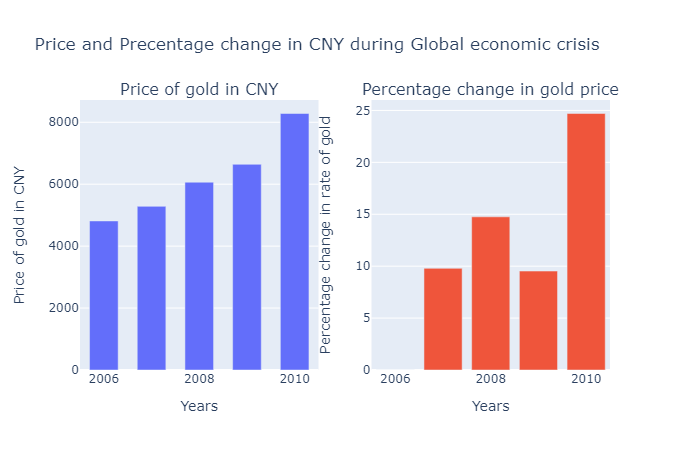 Price and Precentage change in CNY during Global economic crisis
Price of gold in CNY
Price of gold in CNY
8000
6000
4000
2000
0
2006
2008
2010
Years
Percentage change in gold price
Percentage change in rate of gold
25
20
15
10
5
0
2006
2008
2010
Years